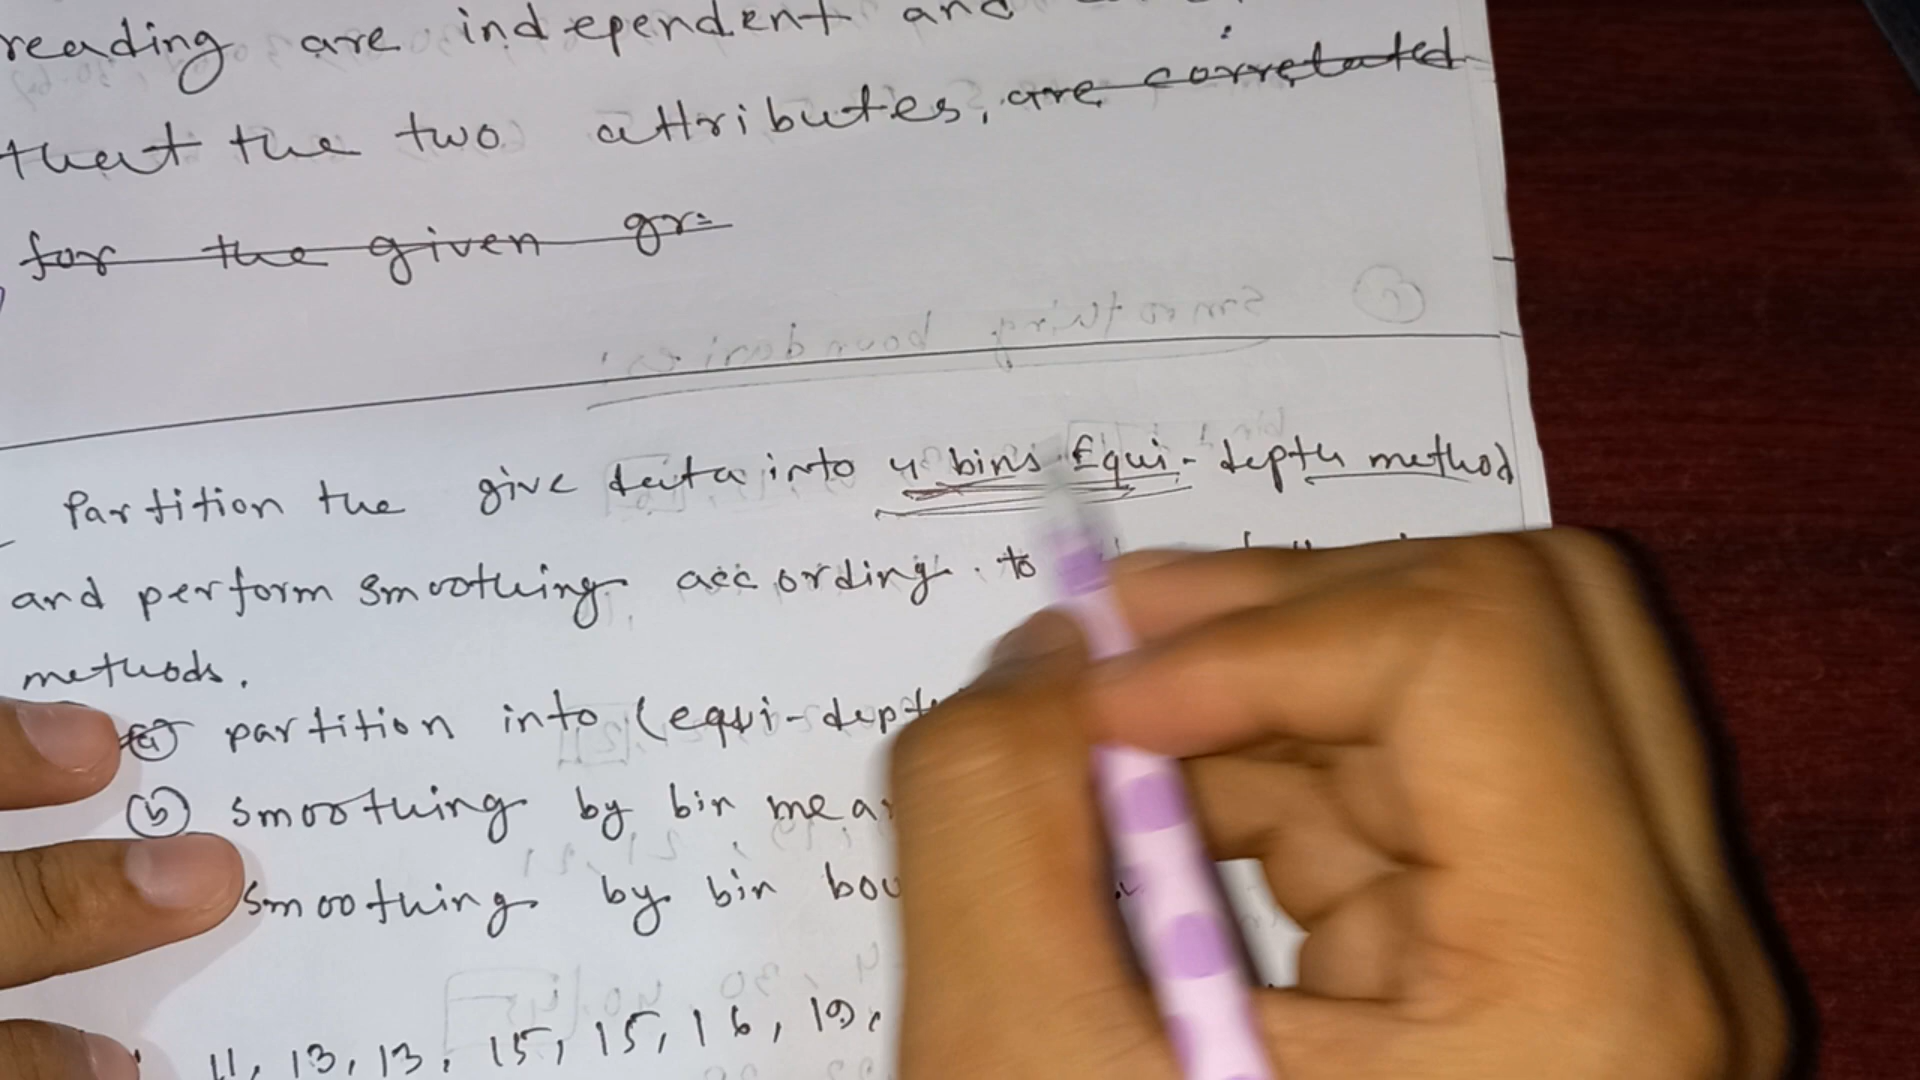 reading are independent and
that the two attributes, are correlated
for the given gr
Partition the give data into 4 bins Equi-depth method
and perform smoothing according to
methods.
(a) partition into (equi-dept
(b) smoothing by bin mea
smoothing by bin bou
11, 13, 13, 15, 15, 16, 19,